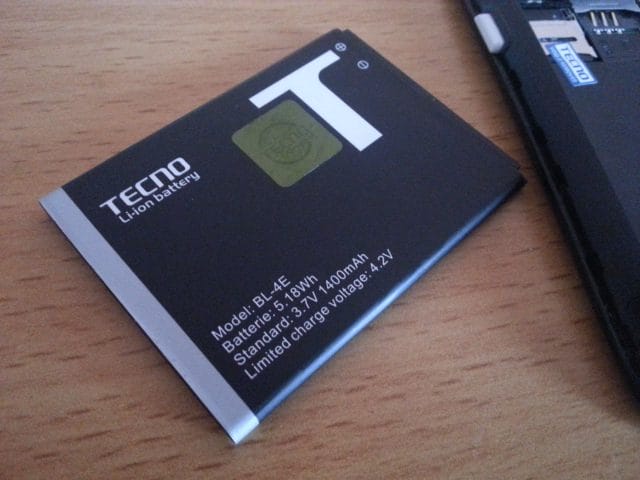 T
TECNO
Li-ion battery
Model: BL-4E
Batterie: 5.18Wh
Standard: 3.7V 1400mAh
Limited charge voltage: 4.2V
TECNO